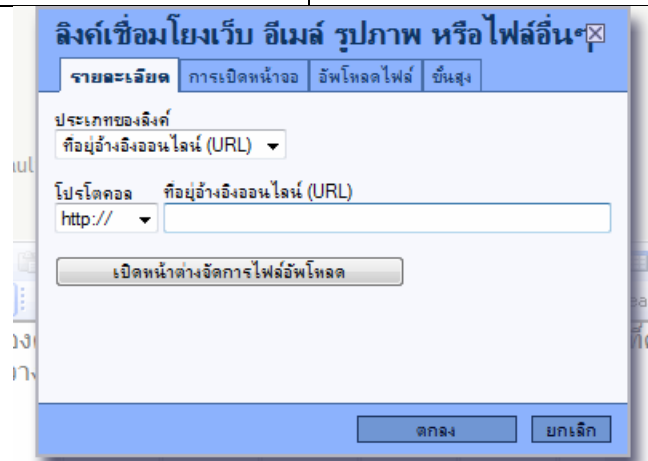 ลิงค์เชื่อมโยงเว็บ อีเมล์ รูปภาพ หรือไฟล์อื่นๆ
รายละเอียด การเปิดหน้าจอ อัพโหลดไฟล์ ขั้นสูง
ประเภทของลิงค์
ที่อยู่อ้างอิงออนไลน์ (URL)
โปรโตคอล ที่อยู่อ้างอิงออนไลน์ (URL)
http://
เปิดหน้าต่างจัดการไฟล์อัพโหลด
ตกลง ยกเลิก